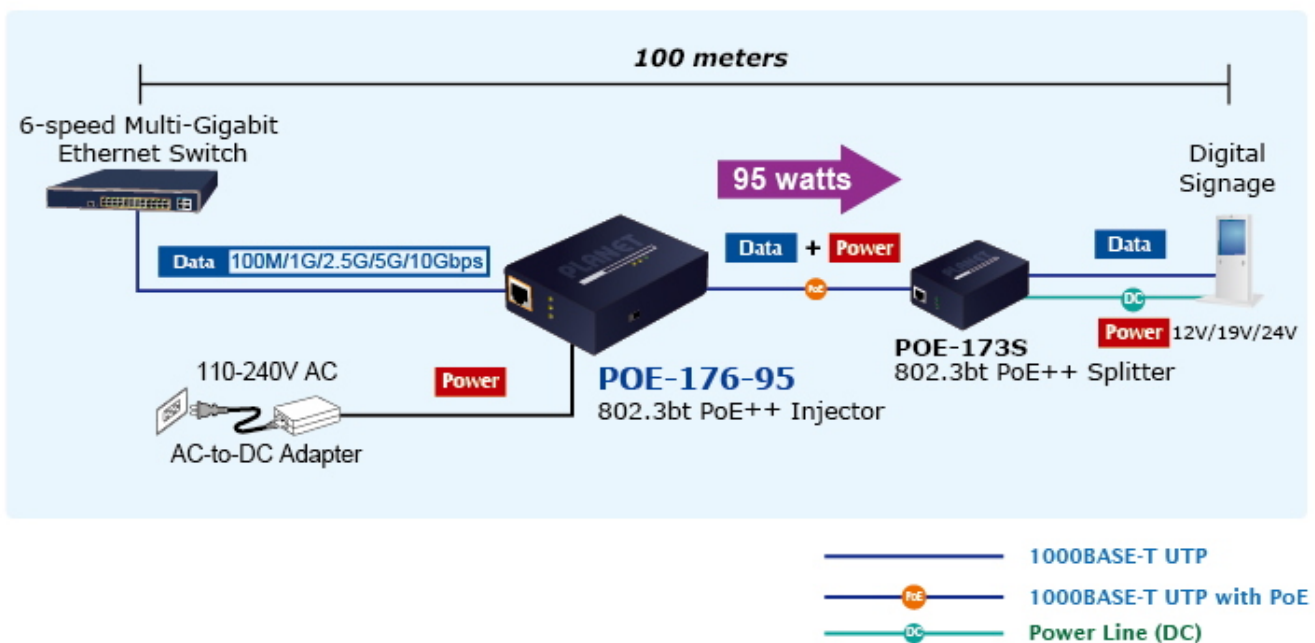 100 meters
6-speed Multi-Gigabit
Ethernet Switch
Digital
Signage
95 watts
Data 100M/1G/2.5G/5G/10Gbps
PLANET
Data + Power
Data
PoE
DC
Power 12V/19V/24V
POE-173S
802.3bt PoE++ Splitter
110-240V AC
Power
POE-176-95
802.3bt PoE++ Injector
AC-to-DC Adapter
1000BASE-T UTP
PoE
1000BASE-T UTP with PoE
DC
Power Line (DC)